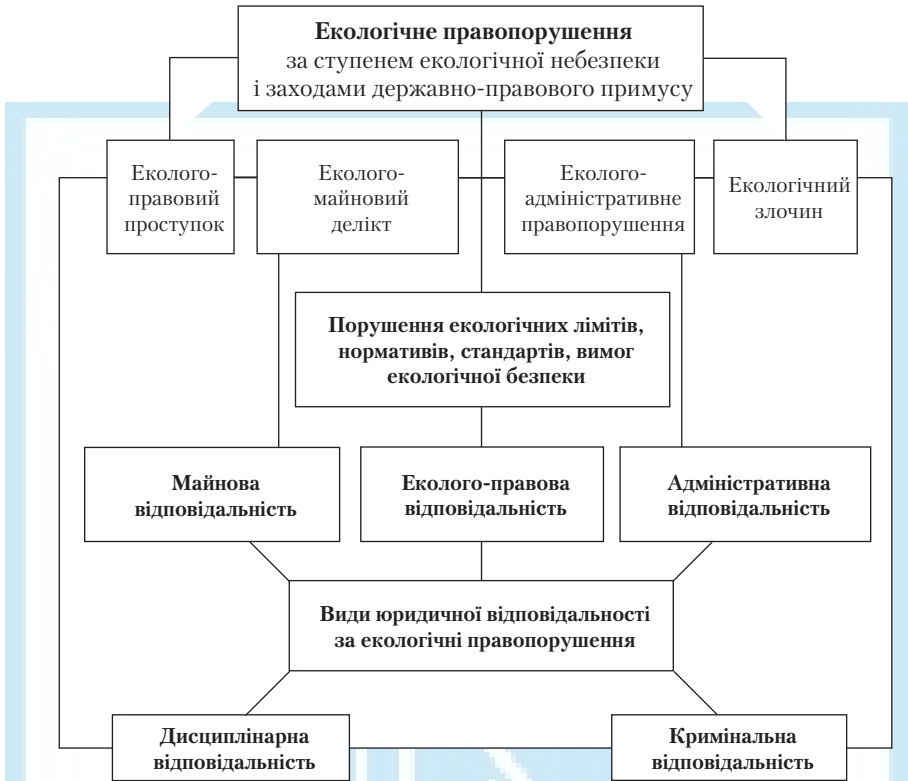 Екологічне правопорушення
за ступенем екологічної небезпеки
і заходами державно-правового примусу
Еколого-
правовий
проступок
Еколого-
майновий
делікт
Еколого-
адміністративне
правопорушення
Екологічний
злочин
Порушення екологічних лімітів,
нормативів, стандартів, вимог
екологічної безпеки
Майнова
відповідальність
Еколого-правова
відповідальність
Адміністративна
відповідальність
Види юридичної відповідальності
за екологічні правопорушення
Дисциплінарна
відповідальність
Кримінальна
відповідальність